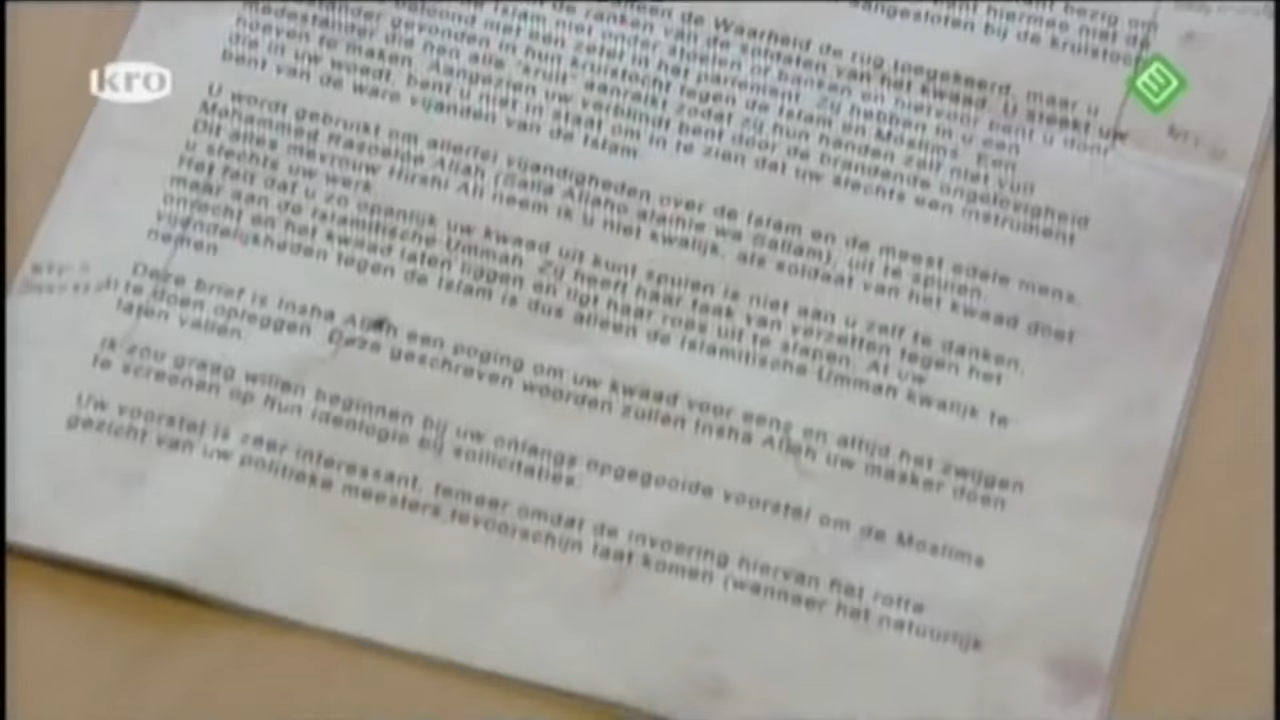 kro
bezig om
hiermee niet de
aangesloten bij de kruistocht
de Waarheid de rug toegekeerd, maar u
de ranken van de soldaten van het kwaad. U steekt uw
de Islam niet onder stoelen of banken en hiervoor bent u door
beloond met een zetel in het parlement. Zij hebben in u een
medestander gevonden in hun kruistocht tegen de Islam en Moslims. Een
medestander die hen alle "kruit" aanreikt zodat zij hun handen zelf niet vuil
hoeven te maken. Aangezien uw verblindt bent door de brandende ongelovigheid
die in uw woedt, bent u niet in staat om in te zien dat uw slechts een instrument
bent van de ware vijanden van de Islam.
U wordt gebruikt om allerlei vijandigheden over de Islam en de meest edele mens,
Mohammed Rasoeloe Allah (Salla Allaho alaihie wa Sallam), uit te spuien.
Dit alles mevrouw Hirshi Ali neem ik u niet kwalijk, als soldaat van het kwaad doet
u slechts uw werk.
Het feit dat u zo openlijk uw kwaad uit kunt spuien is niet aan u zelf te danken,
maar aan de Islamitische Ummah. Zij heeft haar taak van verzetten tegen het
onrecht en het kwaad laten liggen en ligt haar roes uit te slapen. Al uw
vijandelijkheden tegen de Islam is dus alleen de Islamitische Ummah kwalijk te
nemen.
Deze brief is Insha Allah een poging om uw kwaad voor eens en altijd het zwijgen
te doen opleggen. Deze geschreven woorden zullen Insha Allah uw masker doen
laten vallen.
Ik zou graag willen beginnen bij uw onlangs opgegooide voorstel om de Moslims
te screenen op hun ideologie bij sollicitaties.
Uw voorstel is zeer interessant, temeer omdat de invoering hiervan het rotte
gezicht van uw politieke meesters tevoorschijn laat komen (wanneer het natuurlijk